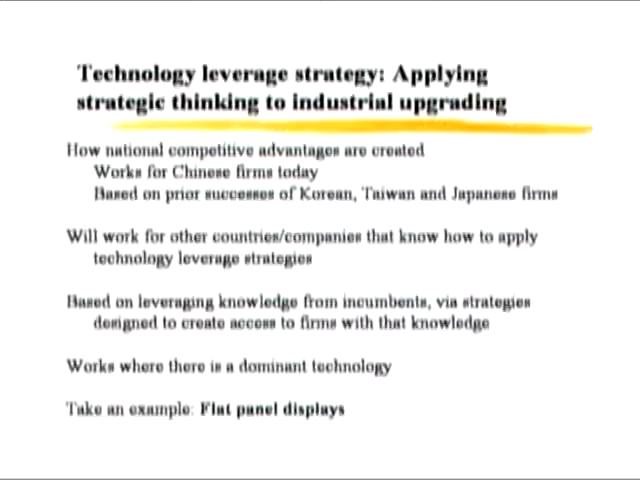 Technology leverage strategy: Applying
strategic thinking to industrial upgrading
How national competitive advantages are created
Works for Chinese firms today
Based on prior successes of Korean, Taiwan and Japanese firms
Will work for other countries/companies that know how to apply
technology leverage strategies
Based on leveraging knowledge from incumbents, via strategies
designed to create access to firms with that knowledge
Works where there is a dominant technology
Take an example: Flat panel displays